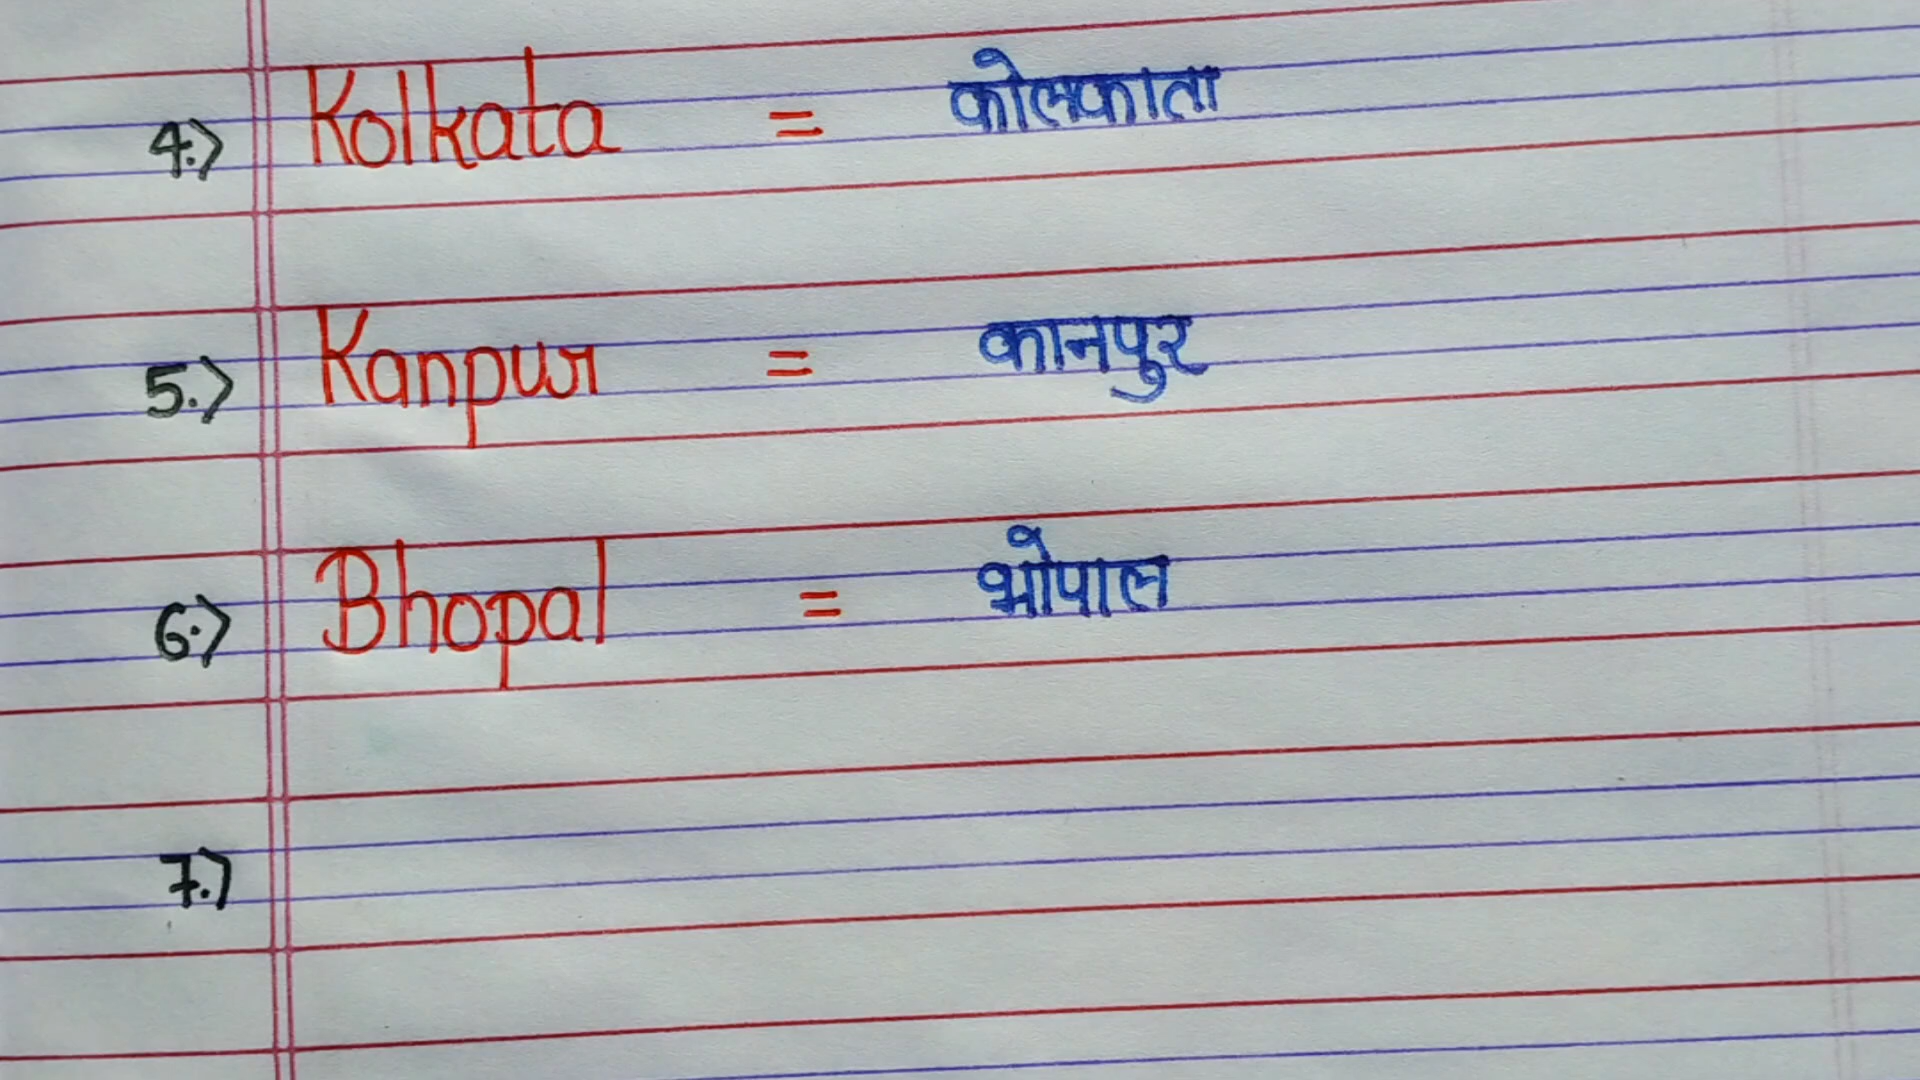 4.) Kolkata = कोलकाता
5.) Kanpur = कानपुर
6.) Bhopal = भोपाल
7.)